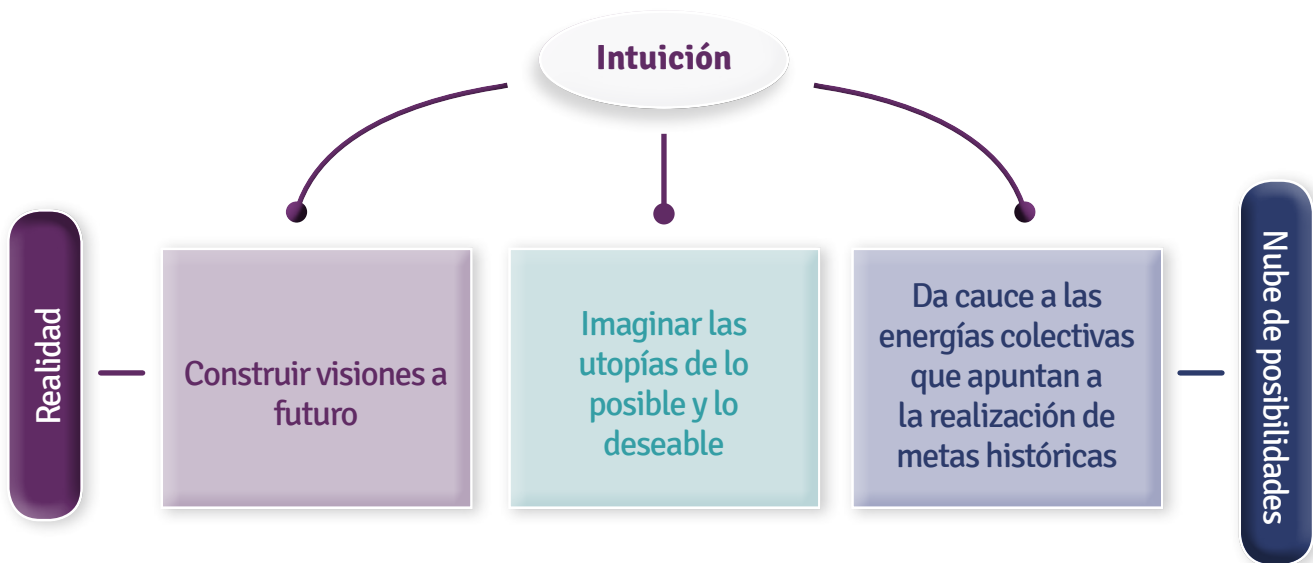 Intuición
Realidad
Construir visiones a
futuro
Imaginar las
utopías de lo
posible y lo
deseable
Da cauce a las
energías colectivas
que apuntan a
la realización de
metas históricas
Nube de posibilidades